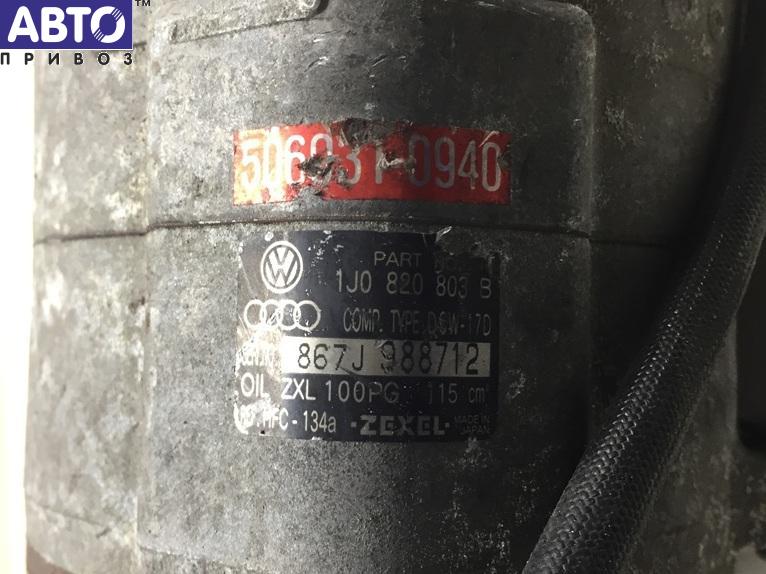 АВТО™
ПРИВОЗ
506031-0940
PART
1J0 820 803 B
COMP. TYPE DCW-17D
867J 988712
OIL ZXL 100PG 115 cm
HFC-134a ·ZEXEL· MADE IN JAPAN